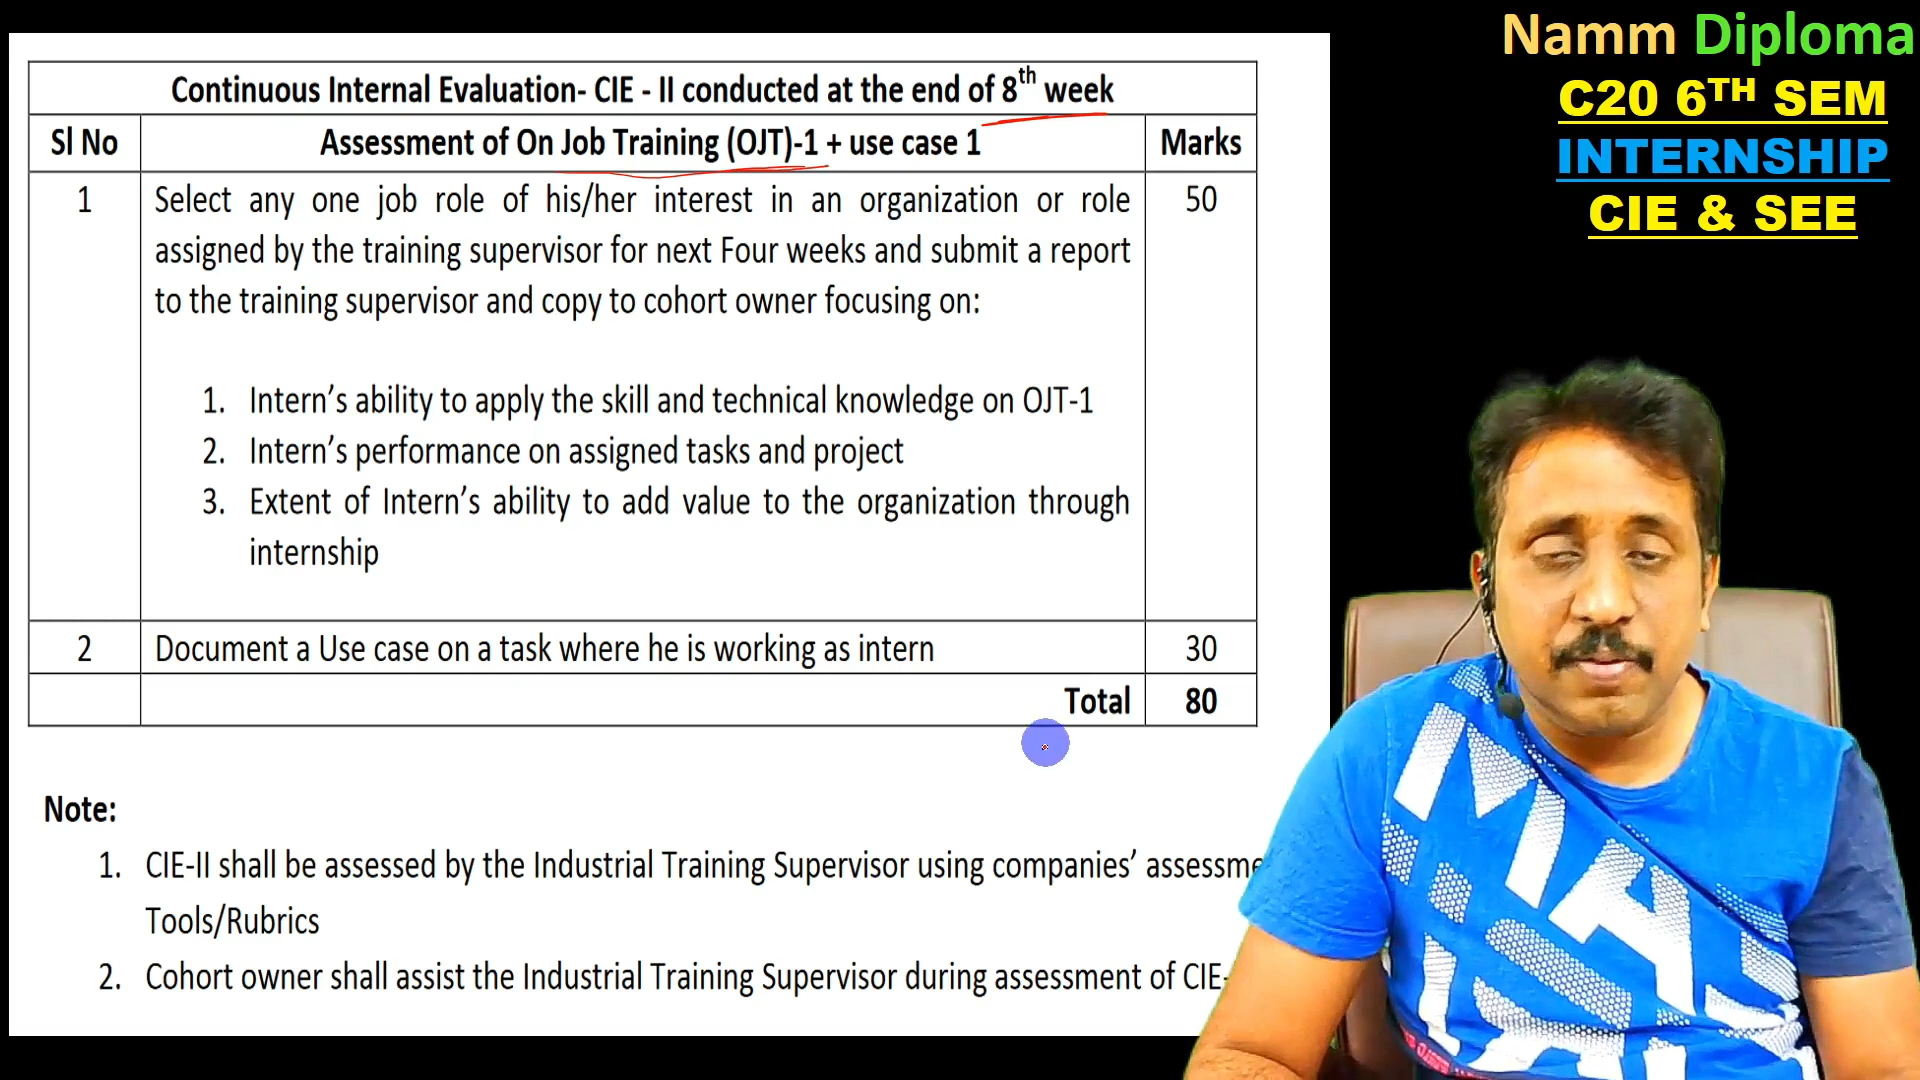 Namm Diploma
C20 6TH SEM
INTERNSHIP
CIE & SEE
Continuous Internal Evaluation- CIE - II conducted at the end of 8th week
Sl No Assessment of On Job Training (OJT)-1 + use case 1 Marks
1 Select any one job role of his/her interest in an organization or role 50
assigned by the training supervisor for next Four weeks and submit a report
to the training supervisor and copy to cohort owner focusing on:
1. Intern’s ability to apply the skill and technical knowledge on OJT-1
2. Intern’s performance on assigned tasks and project
3. Extent of Intern’s ability to add value to the organization through
internship
2 Document a Use case on a task where he is working as intern 30
Total 80
Note:
1. CIE-II shall be assessed by the Industrial Training Supervisor using companies’ assessme
Tools/Rubrics
2. Cohort owner shall assist the Industrial Training Supervisor during assessment of CIE-